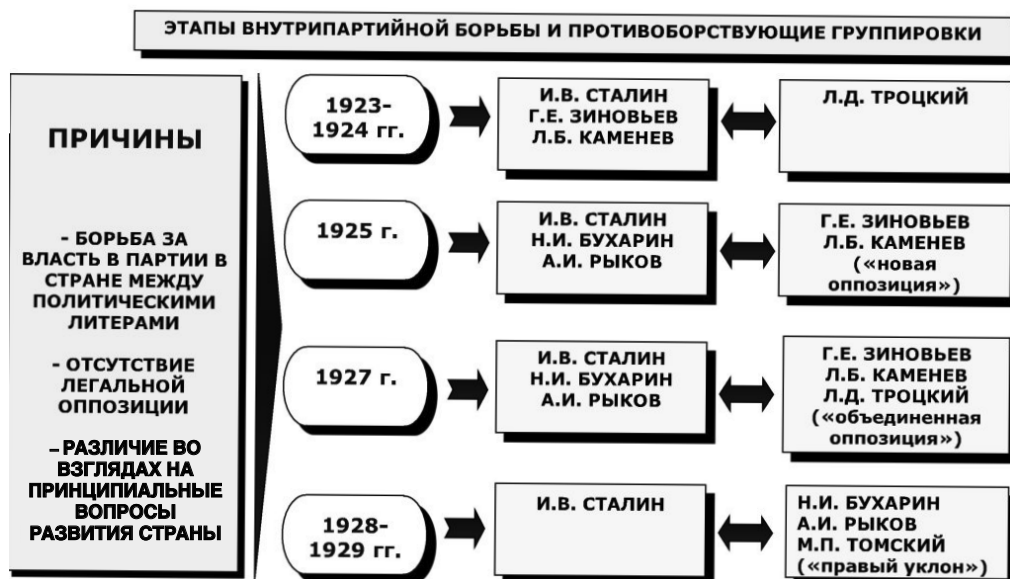 ЭТАПЫ ВНУТРИПАРТИЙНОЙ БОРЬБЫ И ПРОТИВОБОРСТВУЮЩИЕ ГРУППИРОВКИ
ПРИЧИНЫ
- БОРЬБА ЗА
ВЛАСТЬ В ПАРТИИ В
СТРАНЕ МЕЖДУ
ПОЛИТИЧЕСКИМИ
ЛИТЕРАМИ
- ОТСУТСТВИЕ
ЛЕГАЛЬНОЙ
ОППОЗИЦИИ
– РАЗЛИЧИЕ ВО
ВЗГЛЯДАХ НА
ПРИНЦИПИАЛЬНЫЕ
ВОПРОСЫ
РАЗВИТИЯ СТРАНЫ
1923-
1924 гг.
И.В. СТАЛИН
Г.Е. ЗИНОВЬЕВ
Л.Б. КАМЕНЕВ
Л.Д. ТРОЦКИЙ
1925 г.
И.В. СТАЛИН
Н.И. БУХАРИН
А.И. РЫКОВ
Г.Е. ЗИНОВЬЕВ
Л.Б. КАМЕНЕВ
(«новая
оппозиция»)
1927 г.
И.В. СТАЛИН
Н.И. БУХАРИН
А.И. РЫКОВ
Г.Е. ЗИНОВЬЕВ
Л.Б. КАМЕНЕВ
Л.Д. ТРОЦКИЙ
(«объединенная
оппозиция»)
1928-
1929 гг.
И.В. СТАЛИН
Н.И. БУХАРИН
А.И. РЫКОВ
М.П. ТОМСКИЙ
(«правый уклон»)